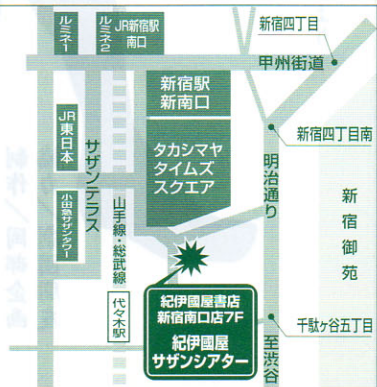 ルミネ1
ルミネ2
JR新宿駅
南口
新宿四丁目
甲州街道
新宿駅
新南口
JR東日本
サザンテラス
タカシマヤ
タイムズ
スクエア
新宿四丁目南
明治通り
小田急サザンタワー
山手線・総武線
新宿御苑
代々木駅
紀伊國屋書店
新宿南口店7F
紀伊國屋
サザンシアター
千駄ヶ谷五丁目
至渋谷